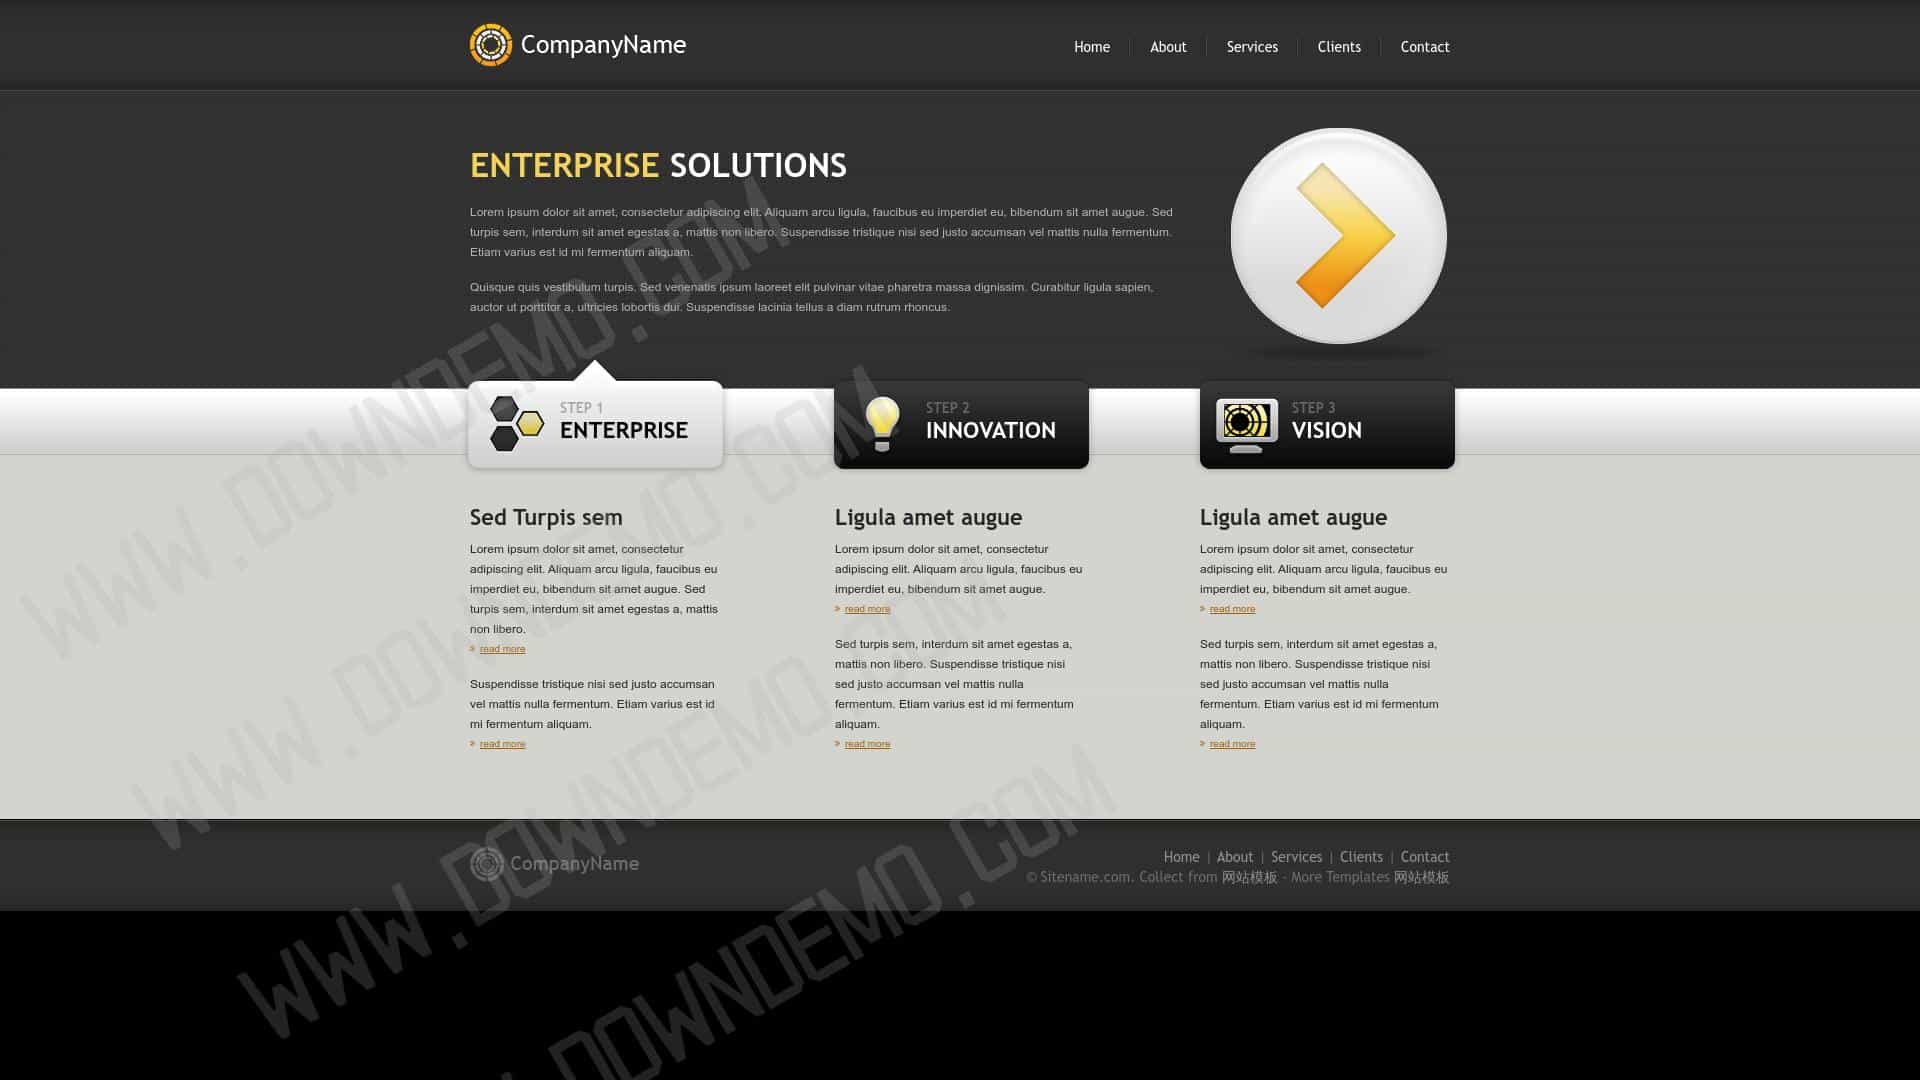 CompanyName
Home
About
Services
Clients
Contact
ENTERPRISE SOLUTIONS
Lorem ipsum dolor sit amet, consectetur adipiscing elit. Aliquam arcu ligula, faucibus eu imperdiet eu, bibendum sit amet augue. Sed
turpis sem, interdum sit amet egestas a, mattis non libero. Suspendisse tristique nisi sed justo accumsan vel mattis nulla fermentum.
Etiam varius est id mi fermentum aliquam.
Quisque quis vestibulum turpis. Sed venenatis ipsum laoreet elit pulvinar vitae pharetra massa dignissim. Curabitur ligula sapien,
auctor ut porttitor a, ultricies lobortis dui. Suspendisse lacinia tellus a diam rutrum rhoncus.
STEP 1
ENTERPRISE
STEP 2
INNOVATION
STEP 3
VISION
Sed Turpis sem
Lorem ipsum dolor sit amet, consectetur
adipiscing elit. Aliquam arcu ligula, faucibus eu
imperdiet eu, bibendum sit amet augue. Sed
turpis sem, interdum sit amet egestas a, mattis
non libero.
» read more
Suspendisse tristique nisi sed justo accumsan
vel mattis nulla fermentum. Etiam varius est id
mi fermentum aliquam.
» read more
Ligula amet augue
Lorem ipsum dolor sit amet, consectetur
adipiscing elit. Aliquam arcu ligula, faucibus eu
imperdiet eu, bibendum sit amet augue.
» read more
Sed turpis sem, interdum sit amet egestas a,
mattis non libero. Suspendisse tristique nisi
sed justo accumsan vel mattis nulla
fermentum. Etiam varius est id mi fermentum
aliquam.
» read more
Ligula amet augue
Lorem ipsum dolor sit amet, consectetur
adipiscing elit. Aliquam arcu ligula, faucibus eu
imperdiet eu, bibendum sit amet augue.
» read more
Sed turpis sem, interdum sit amet egestas a,
mattis non libero. Suspendisse tristique nisi
sed justo accumsan vel mattis nulla
fermentum. Etiam varius est id mi fermentum
aliquam.
» read more
CompanyName
Home | About | Services | Clients | Contact
© Sitename.com. Collect from 网站模板 - More Templates 网站模板
WWW.DOWNDEMO.COM
WWW.DOWNDEMO.COM
WWW.DOWNDEMO.COM
.DOWNDEMO.COM